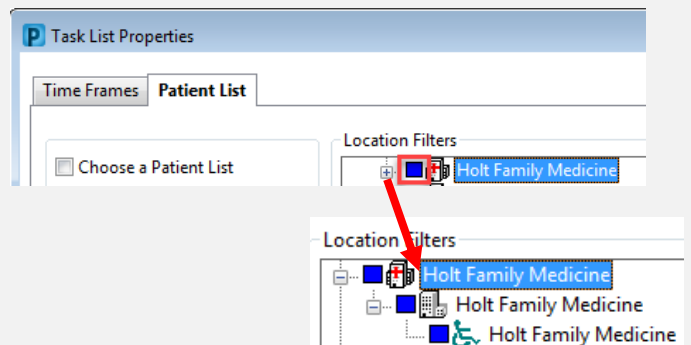 Task List Properties
Time Frames Patient List
Location Filters
Choose a Patient List
Holt Family Medicine
Location Filters
Holt Family Medicine
Holt Family Medicine
Holt Family Medicine